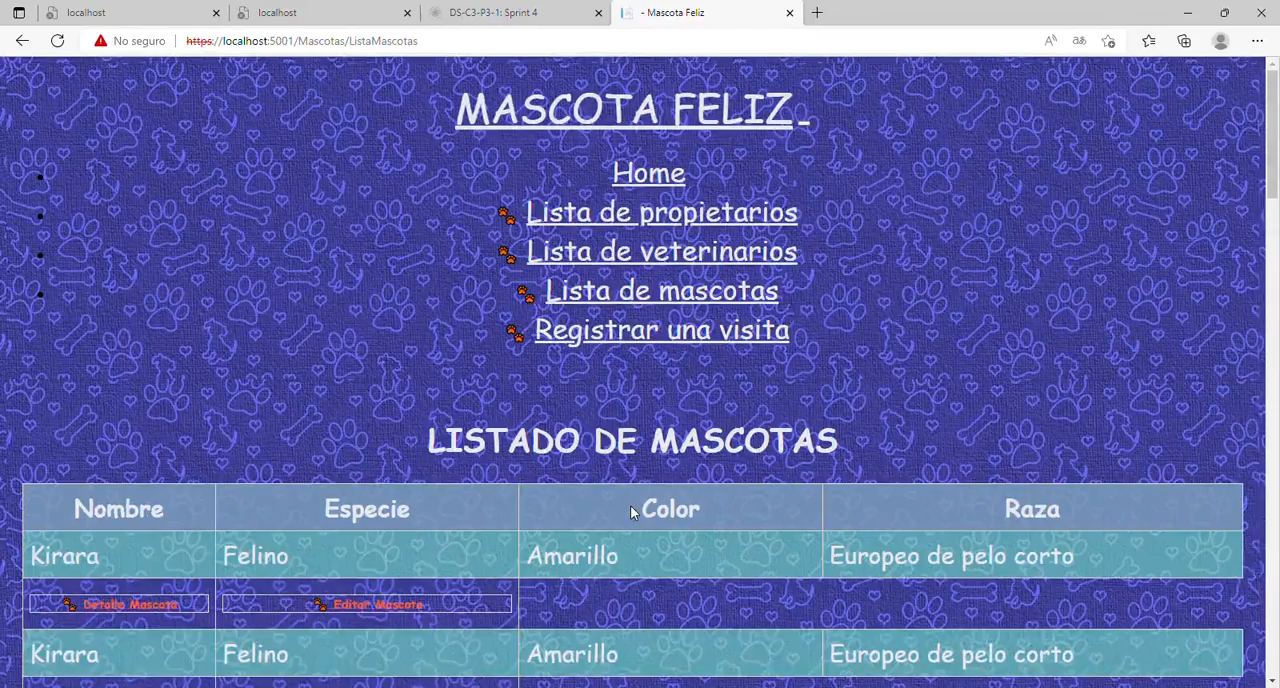 localhost
localhost
DS-C3-P3-1: Sprint 4
- Mascota Feliz
No seguro
https://localhost:5001/Mascotas/ListaMascotas
MASCOTA FELIZ
Home
Lista de propietarios
Lista de veterinarios
Lista de mascotas
Registrar una visita
LISTADO DE MASCOTAS
Nombre Especie Color Raza
Kirara Felino Amarillo Europeo de pelo corto
Detalle Mascota Editar Mascota
Kirara Felino Amarillo Europeo de pelo corto